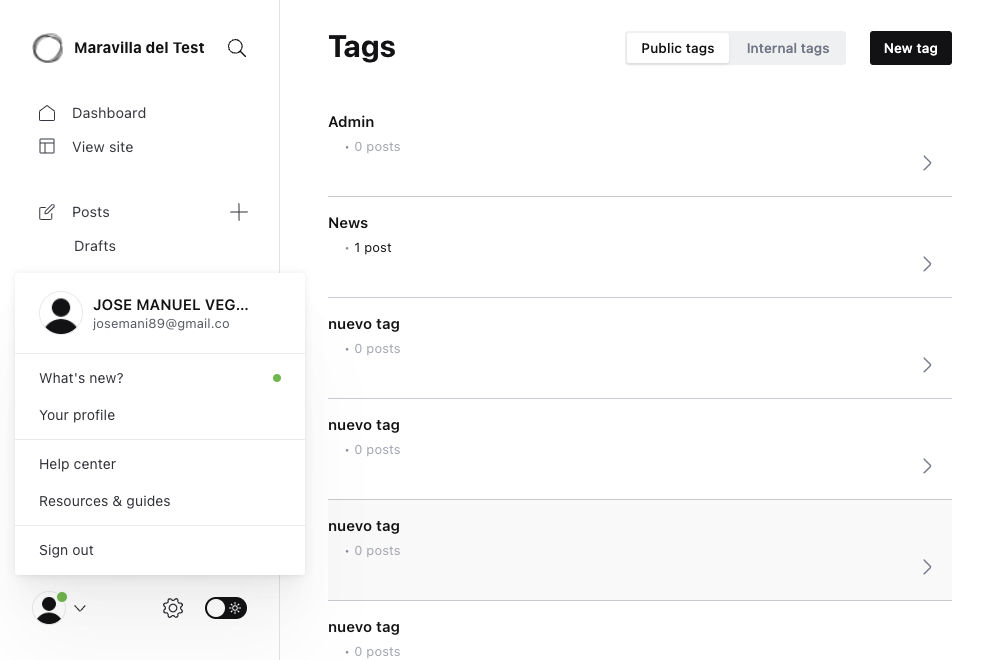 Maravilla del Test
Dashboard
View site
Posts
Drafts
JOSE MANUEL VEG...
josemani89@gmail.co
What's new?
Your profile
Help center
Resources & guides
Sign out
Tags
Public tags
Internal tags
New tag
Admin
• 0 posts
News
• 1 post
nuevo tag
• 0 posts
nuevo tag
• 0 posts
nuevo tag
• 0 posts
nuevo tag
• 0 posts